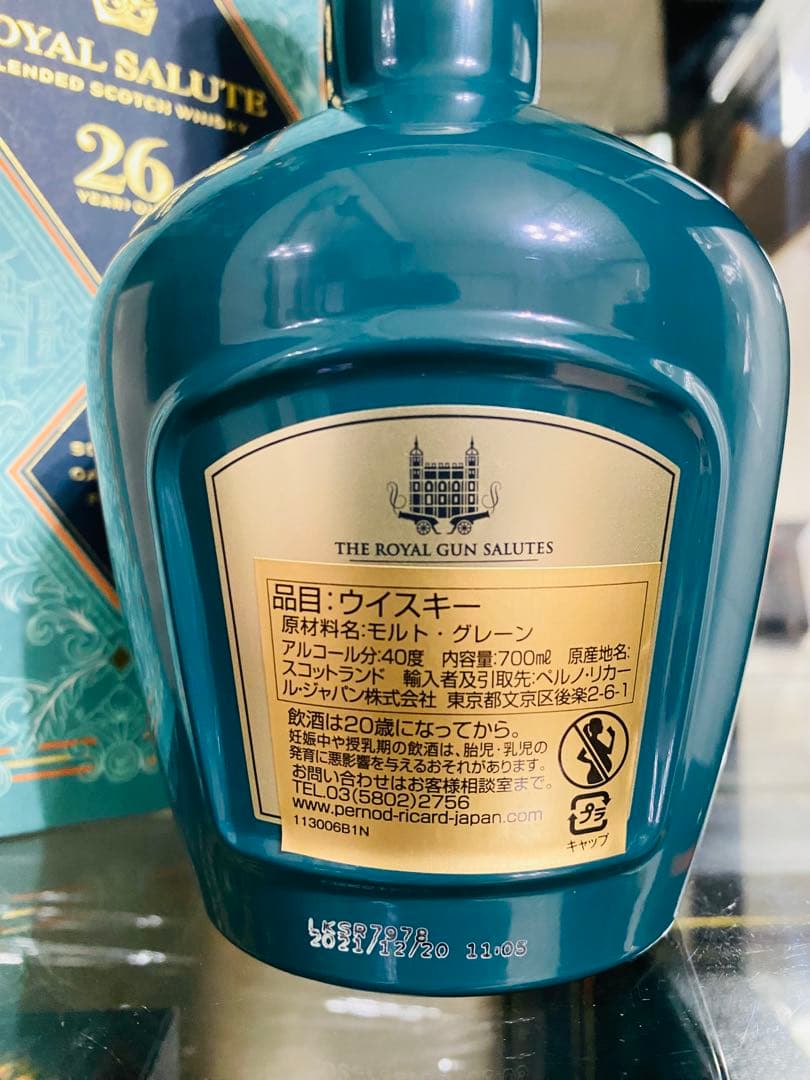 ROYAL SALUTE
BLENDED SCOTCH WHISKY
26
THE ROYAL GUN SALUTES
品目:ウイスキー
原材料名:モルト・グレーン
アルコール分:40度 内容量:700㎖ 原産地名:
スコットランド 輸入者及引取先:ペルノ・リカー
ル・ジャパン株式会社 東京都文京区後楽2-6-1
飲酒は20歳になってから。
妊娠中や授乳期の飲酒は、胎児・乳児の
発育に悪影響を与えるおそれがあります。
お問い合わせはお客様相談室まで。
TEL.03(5802)2756
www.pernod-ricard-japan.com
113006B1N
プラ
キャップ
LKSR7978
2021/12/20 11:05